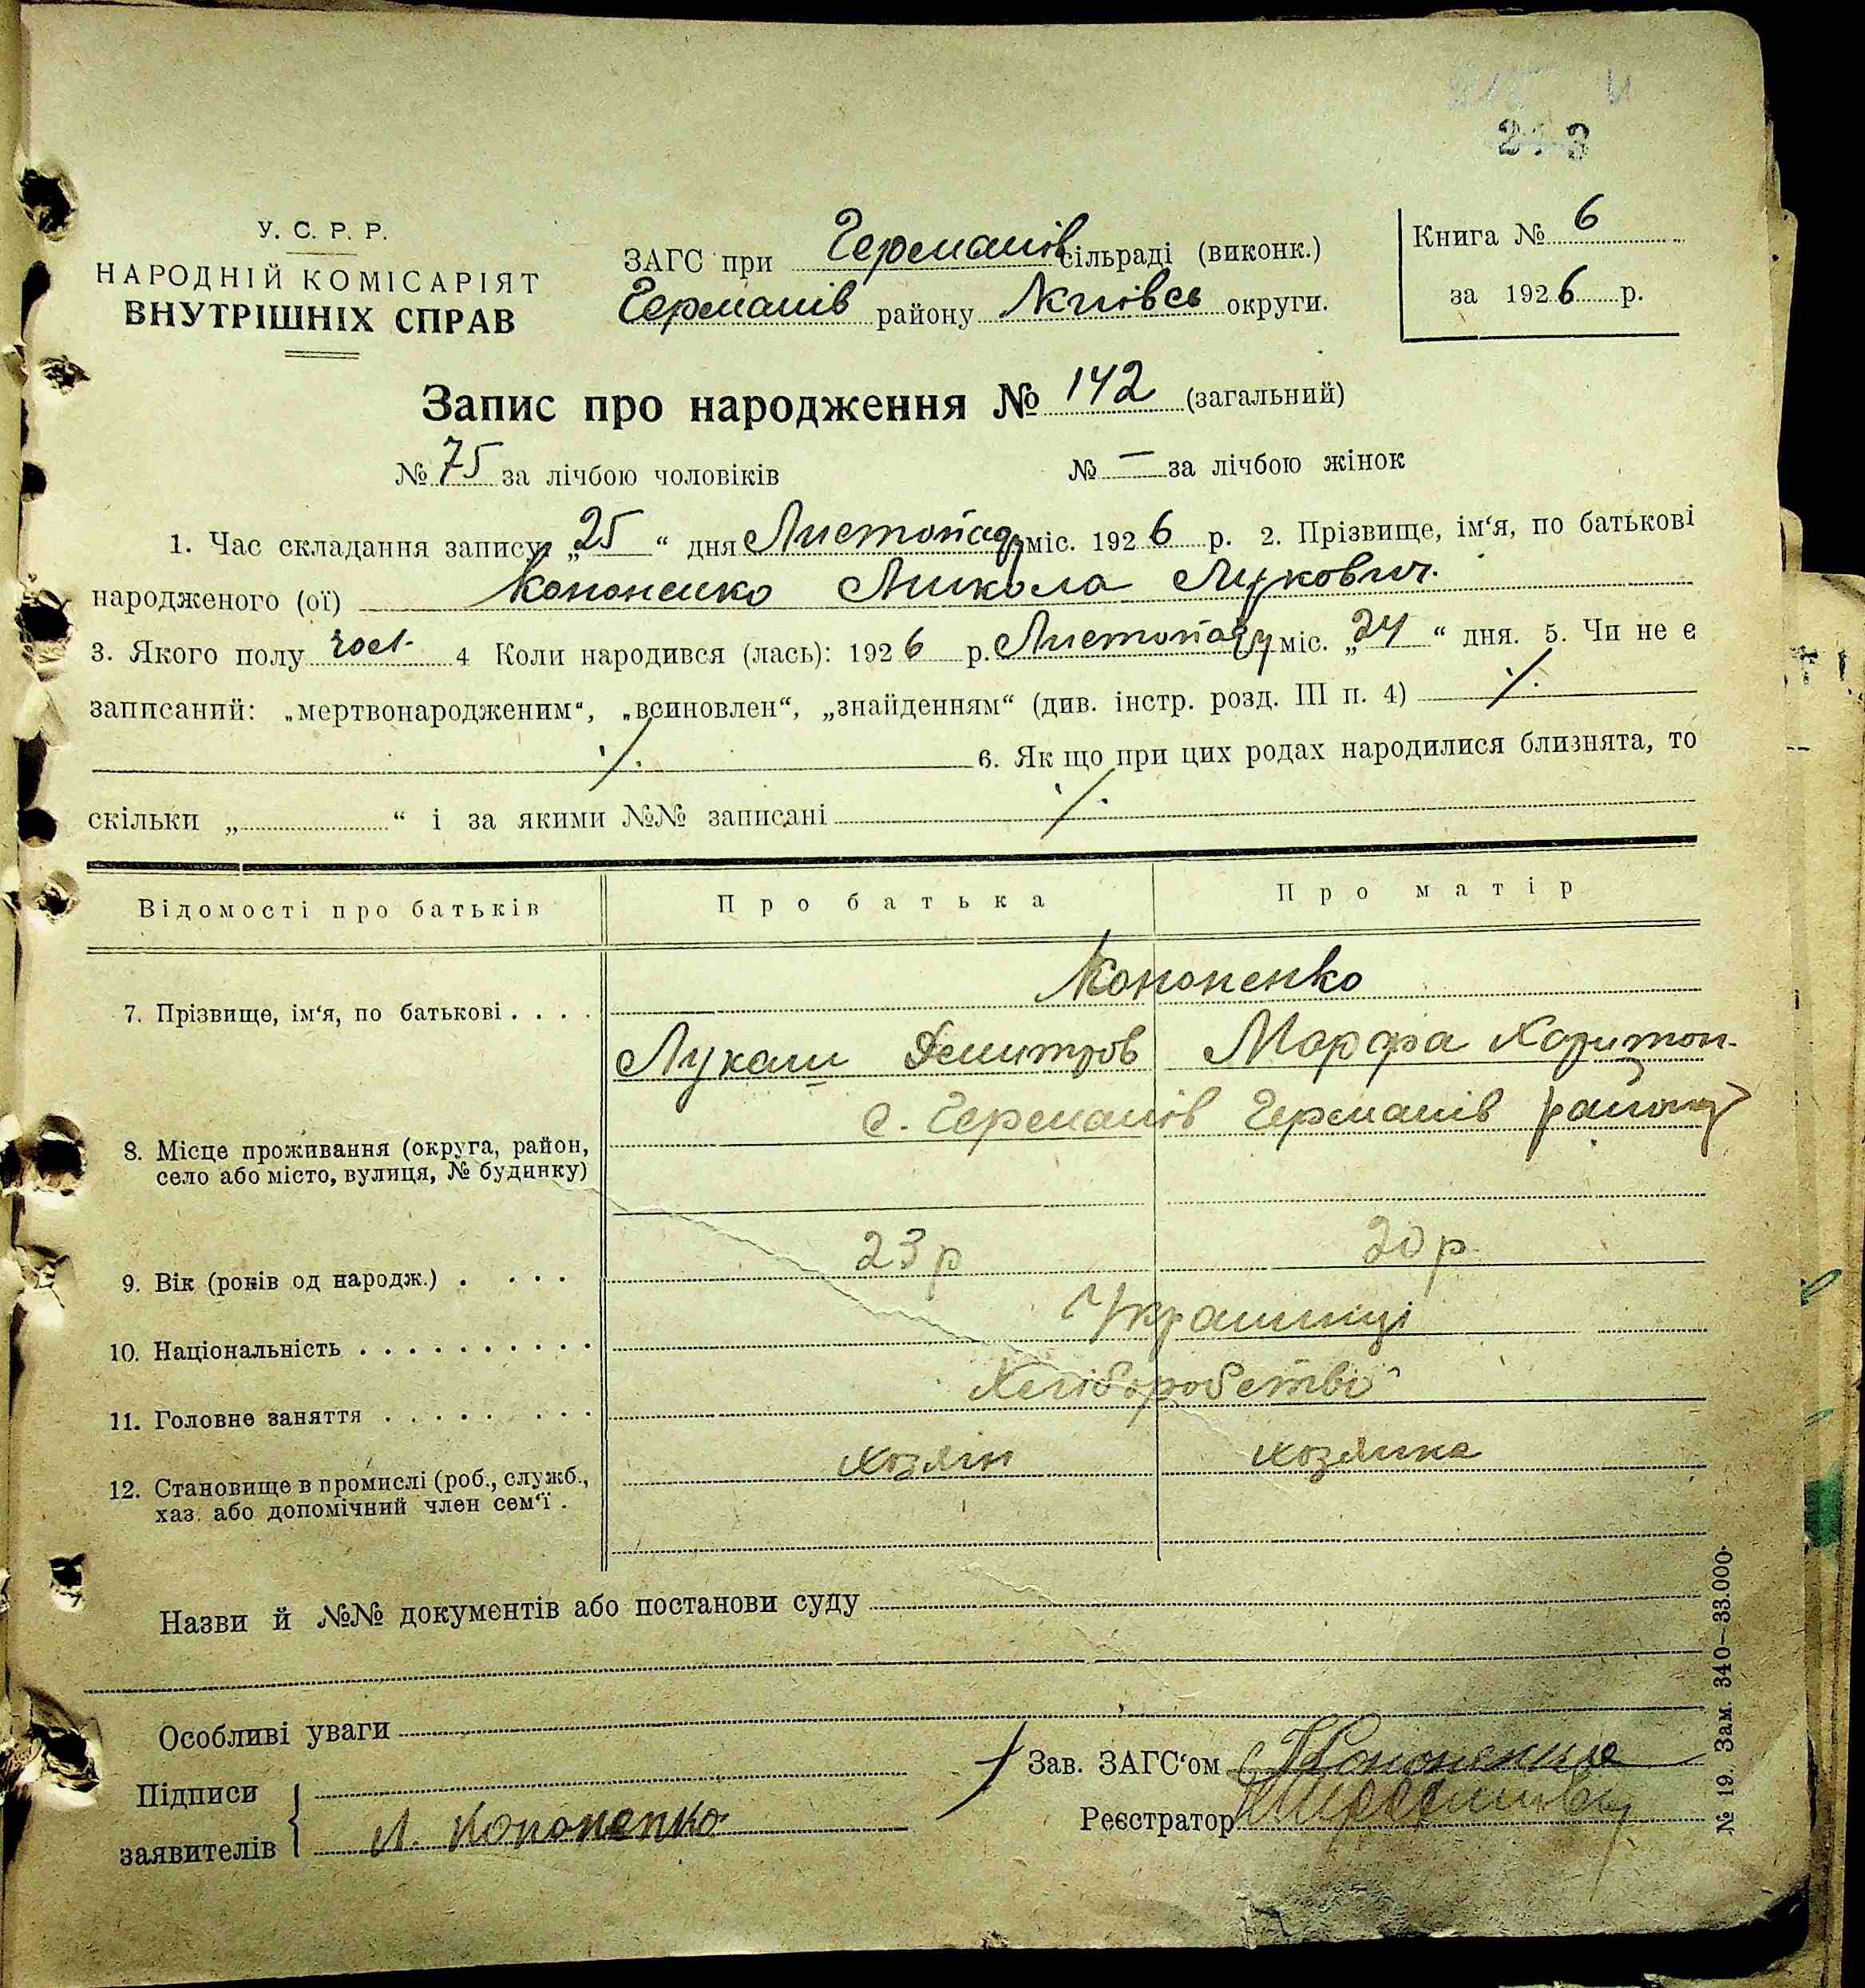 213
У. С. Р. Р.
НАРОДНІЙ КОМІСАРІЯТ
ВНУТРІШНІХ СПРАВ
ЗАГС при Германів сільраді (виконк.)
Германів району Київсь округи.
Книга № 6
за 1926 р.
Запис про народження № 142 (загальний)
№ 75 за лічбою чоловіків № — за лічбою жінок
1. Час складання запису: „25“ дня Листопаду міс. 1926 р. 2. Прізвище, ім‘я, по батькові
народженого (ої) Кононенко Микола Лукович.
3. Якого полу чол. 4 Коли народився (лась): 1926 р. Листопаду міс. „24“ дня. 5. Чи не є
записаний: „мертвонародженим“, „всиновлен“, „знайденням“ (див. інстр. розд. III п. 4) ·/.
·/. 6. Як що при цих родах народилися близнята, то
скільки „ “ і за якими №№ записані ·/.
Відомості про батьків Про батька Про матір
7. Прізвище, ім‘я, по батькові . . . . Кононенко
Лукаш Демитров Марфа Харитон.
с. Германів Германів району
8. Місце проживання (округа, район,
село або місто, вулиця, № будинку)
9. Вік (років од народж.) . . . . 23 р 20 р.
10. Національність . . . . . . . . . . Українці
11. Головне заняття . . . . . . . . Хліборобство
12. Становище в промислі (роб., служб., хозяїн хозяйка
хаз. або допомічний член сем‘ї .
Назви й №№ документів або постанови суду
Особливі уваги
Підписи
заявителів Л. Кононенко
Зав. ЗАГС‘ом Кононенко
Реєстратор
№ 19. Зам. 340—33.000.